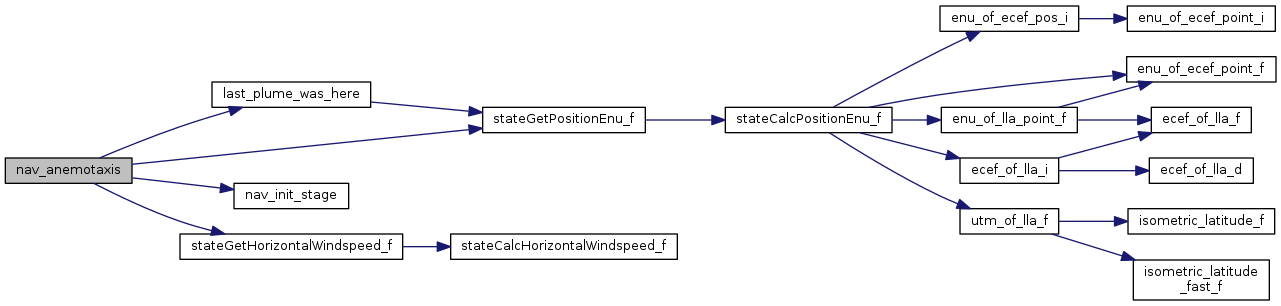 nav_anemotaxis
last_plume_was_here
nav_init_stage
stateGetHorizontalWindspeed_f
stateGetPositionEnu_f
stateCalcHorizontalWindspeed_f
stateCalcPositionEnu_f
enu_of_ecef_pos_i
enu_of_lla_point_f
ecef_of_lla_i
utm_of_lla_f
enu_of_ecef_point_i
enu_of_ecef_point_f
ecef_of_lla_f
ecef_of_lla_d
isometric_latitude_f
isometric_latitude
_fast_f